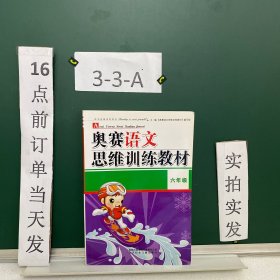 16
点
前
订
单
当
天
发
3-3-A
奥赛语文
思维训练教材
六年级
实
拍
实
发